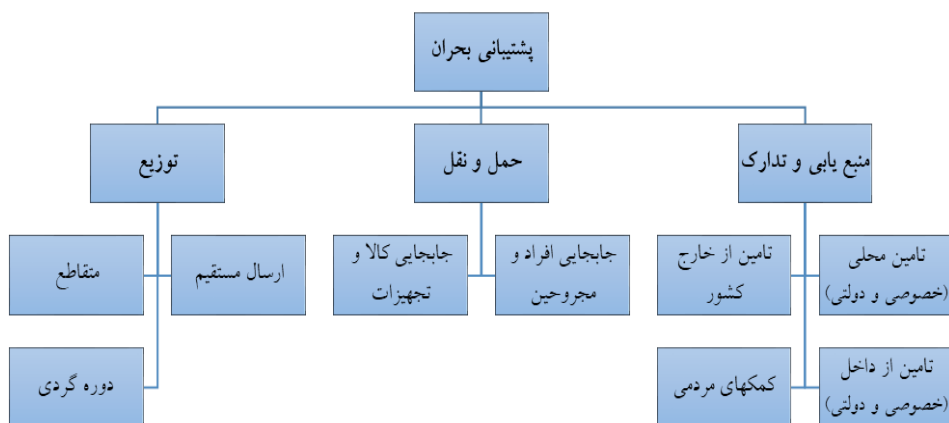 پشتیبانی بحران
منبع یابی و تدارک
حمل و نقل
توزیع
تامین محلی
(خصوصی و دولتی)
تامین از خارج
کشور
جابجایی افراد و
مجروحین
جابجایی کالا و
تجهیزات
ارسال مستقیم
متقاطع
تامین از داخل
(خصوصی و دولتی)
کمکهای مردمی
دوره گردی